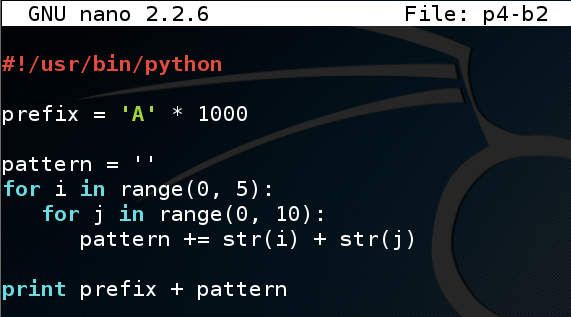 GNU nano 2.2.6 File: p4-b2
#!/usr/bin/python
prefix = 'A' * 1000
pattern = ''
for i in range(0, 5):
   for j in range(0, 10):
      pattern += str(i) + str(j)
print prefix + pattern